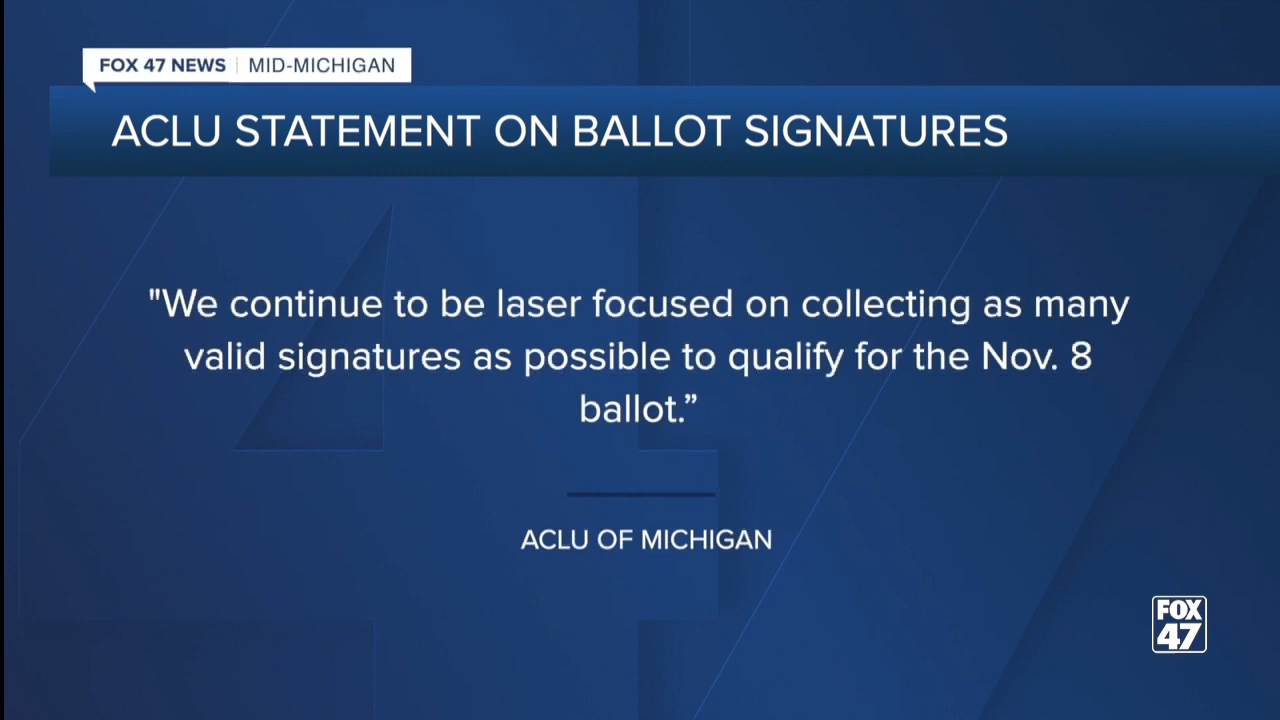 FOX 47 NEWS | MID-MICHIGAN
ACLU STATEMENT ON BALLOT SIGNATURES
"We continue to be laser focused on collecting as many
valid signatures as possible to qualify for the Nov. 8
ballot.”
ACLU OF MICHIGAN
FOX
47